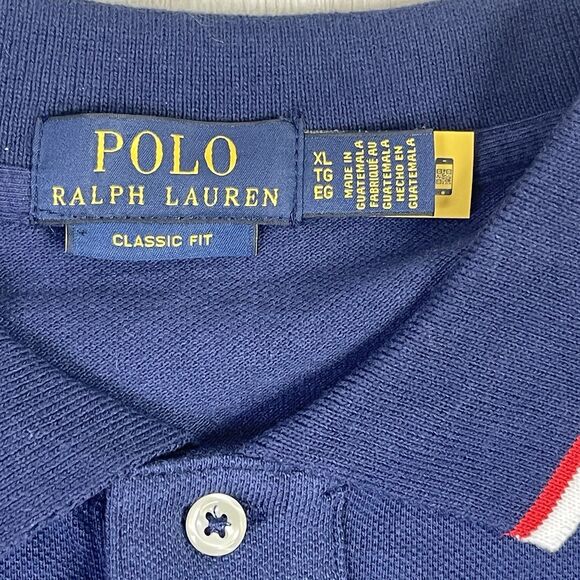 POLO
RALPH LAUREN
CLASSIC FIT
XL
TG
EG
MADE IN
GUATEMALA
FABRIQUÉ AU
GUATEMALA
HECHO EN
GUATEMALA